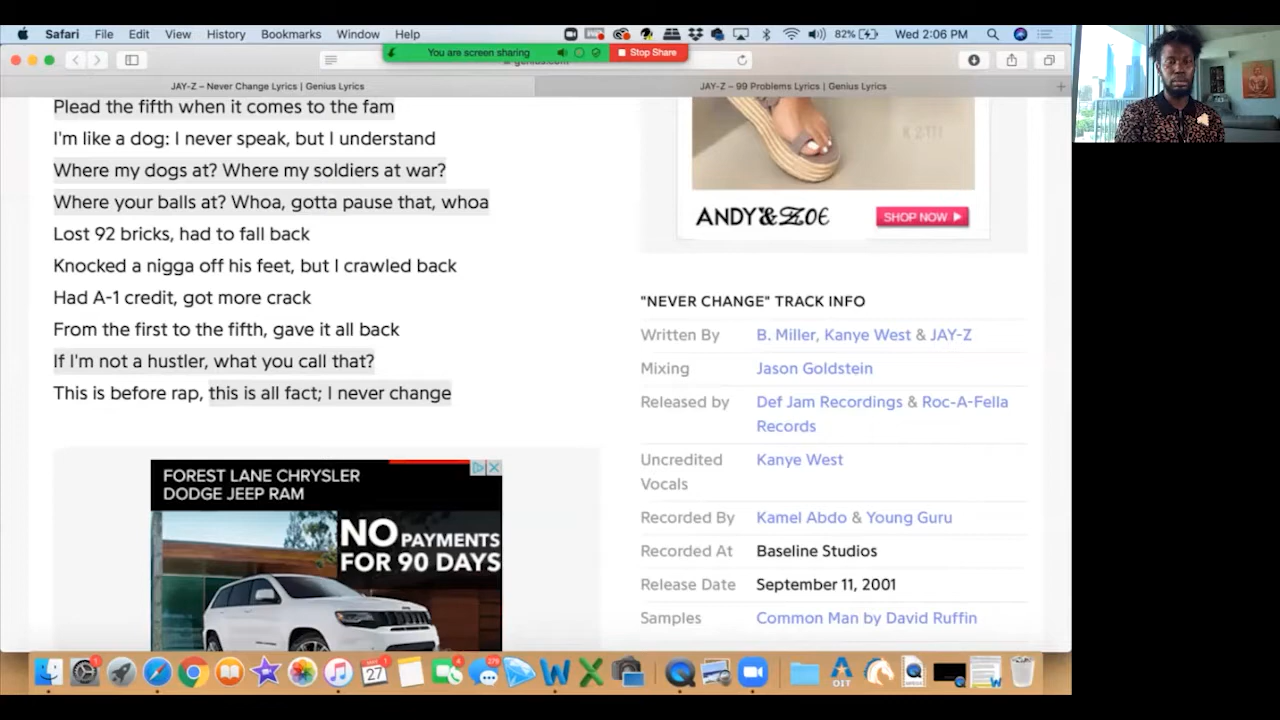 Safari File Edit View History Bookmarks Window Help
82% Wed 2:06 PM
You are screen sharing
Stop Share
genius.com
JAY-Z – Never Change Lyrics | Genius Lyrics
JAY-Z – 99 Problems Lyrics | Genius Lyrics
Plead the fifth when it comes to the fam
I'm like a dog: I never speak, but I understand
Where my dogs at? Where my soldiers at war?
Where your balls at? Whoa, gotta pause that, whoa
Lost 92 bricks, had to fall back
Knocked a nigga off his feet, but I crawled back
Had A-1 credit, got more crack
From the first to the fifth, gave it all back
If I'm not a hustler, what you call that?
This is before rap, this is all fact; I never change
FOREST LANE CHRYSLER
DODGE JEEP RAM
NO PAYMENTS
FOR 90 DAYS
ANDY&ZOE
SHOP NOW
"NEVER CHANGE" TRACK INFO
Written By B. Miller, Kanye West & JAY-Z
Mixing Jason Goldstein
Released by Def Jam Recordings & Roc-A-Fella
Records
Uncredited Kanye West
Vocals
Recorded By Kamel Abdo & Young Guru
Recorded At Baseline Studios
Release Date September 11, 2001
Samples Common Man by David Ruffin
1
27
4
279
OIT